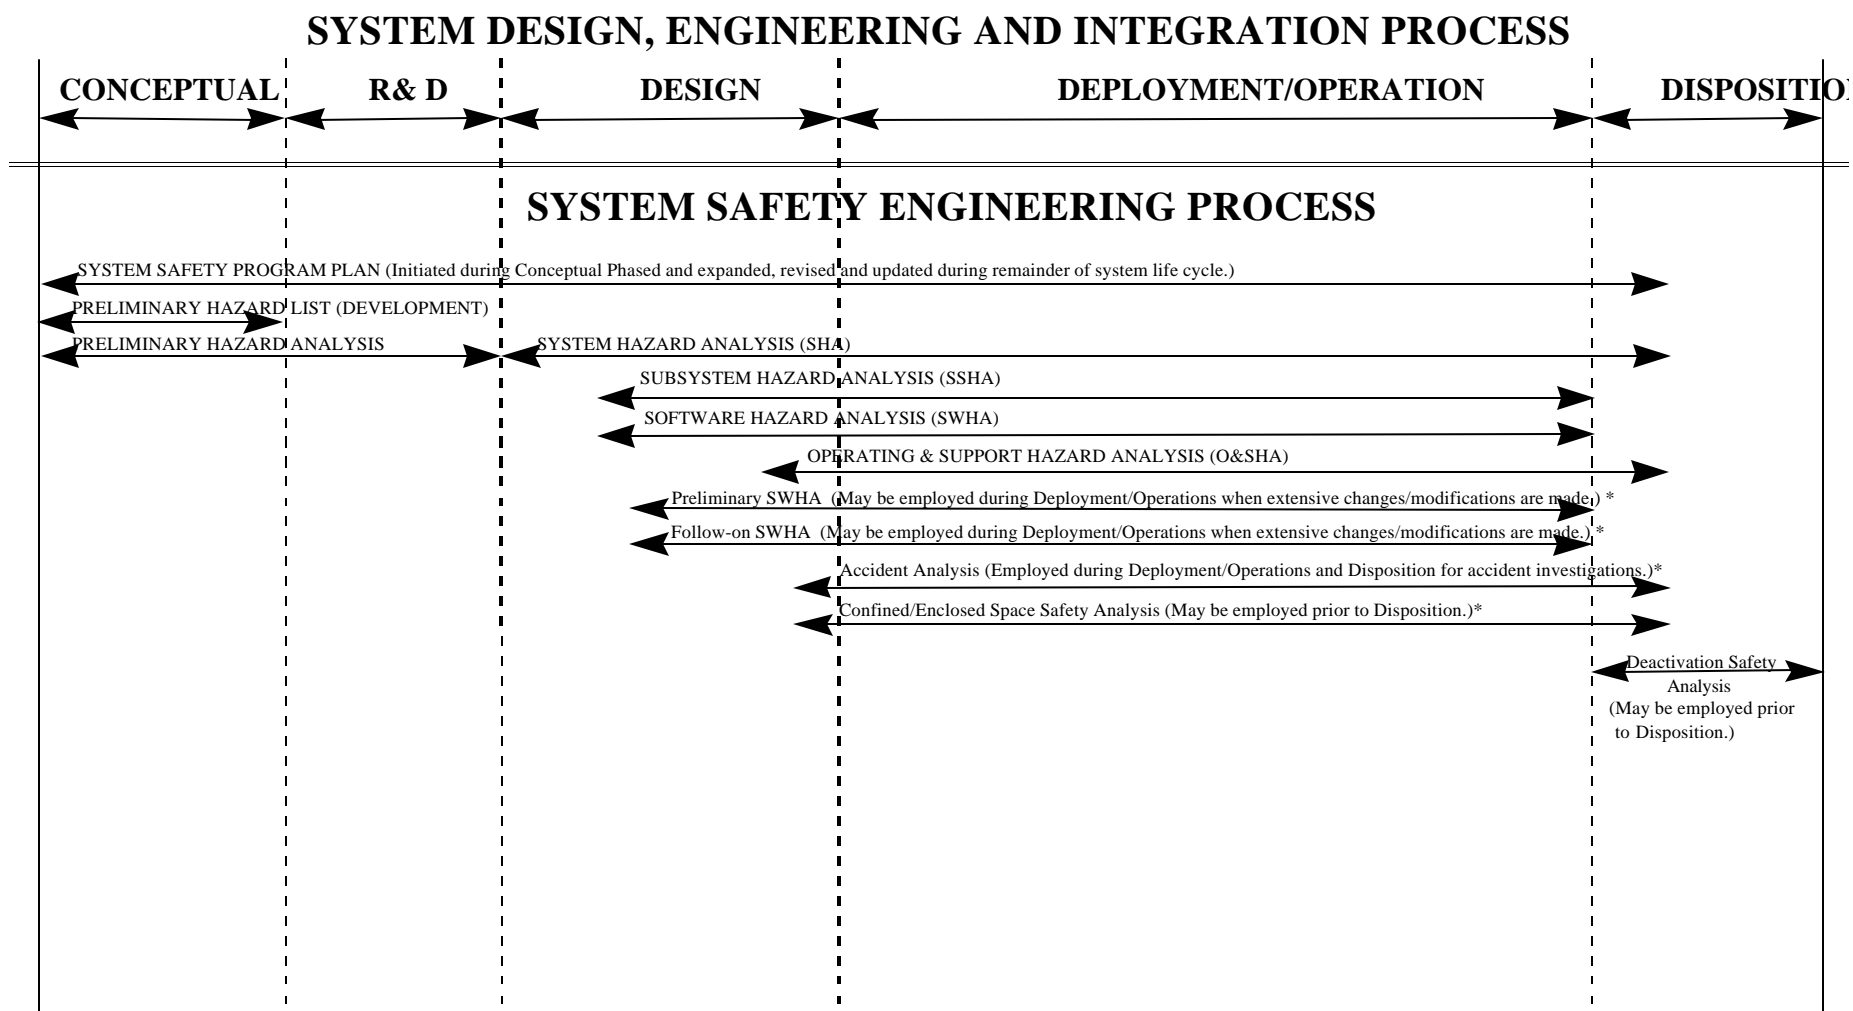 SYSTEM DESIGN, ENGINEERING AND INTEGRATION PROCESS
CONCEPTUAL R& D DESIGN DEPLOYMENT/OPERATION DISPOSITIO
SYSTEM SAFETY ENGINEERING PROCESS
SYSTEM SAFETY PROGRAM PLAN (Initiated during Conceptual Phased and expanded, revised and updated during remainder of system life cycle.)
PRELIMINARY HAZARD LIST (DEVELOPMENT)
PRELIMINARY HAZARD ANALYSIS SYSTEM HAZARD ANALYSIS (SHA)
SUBSYSTEM HAZARD ANALYSIS (SSHA)
SOFTWARE HAZARD ANALYSIS (SWHA)
OPERATING & SUPPORT HAZARD ANALYSIS (O&SHA)
Preliminary SWHA (May be employed during Deployment/Operations when extensive changes/modifications are made.) *
Follow-on SWHA (May be employed during Deployment/Operations when extensive changes/modifications are made.) *
Accident Analysis (Employed during Deployment/Operations and Disposition for accident investigations.)*
Confined/Enclosed Space Safety Analysis (May be employed prior to Disposition.)*
Deactivation Safety
Analysis
(May be employed prior
to Disposition.)